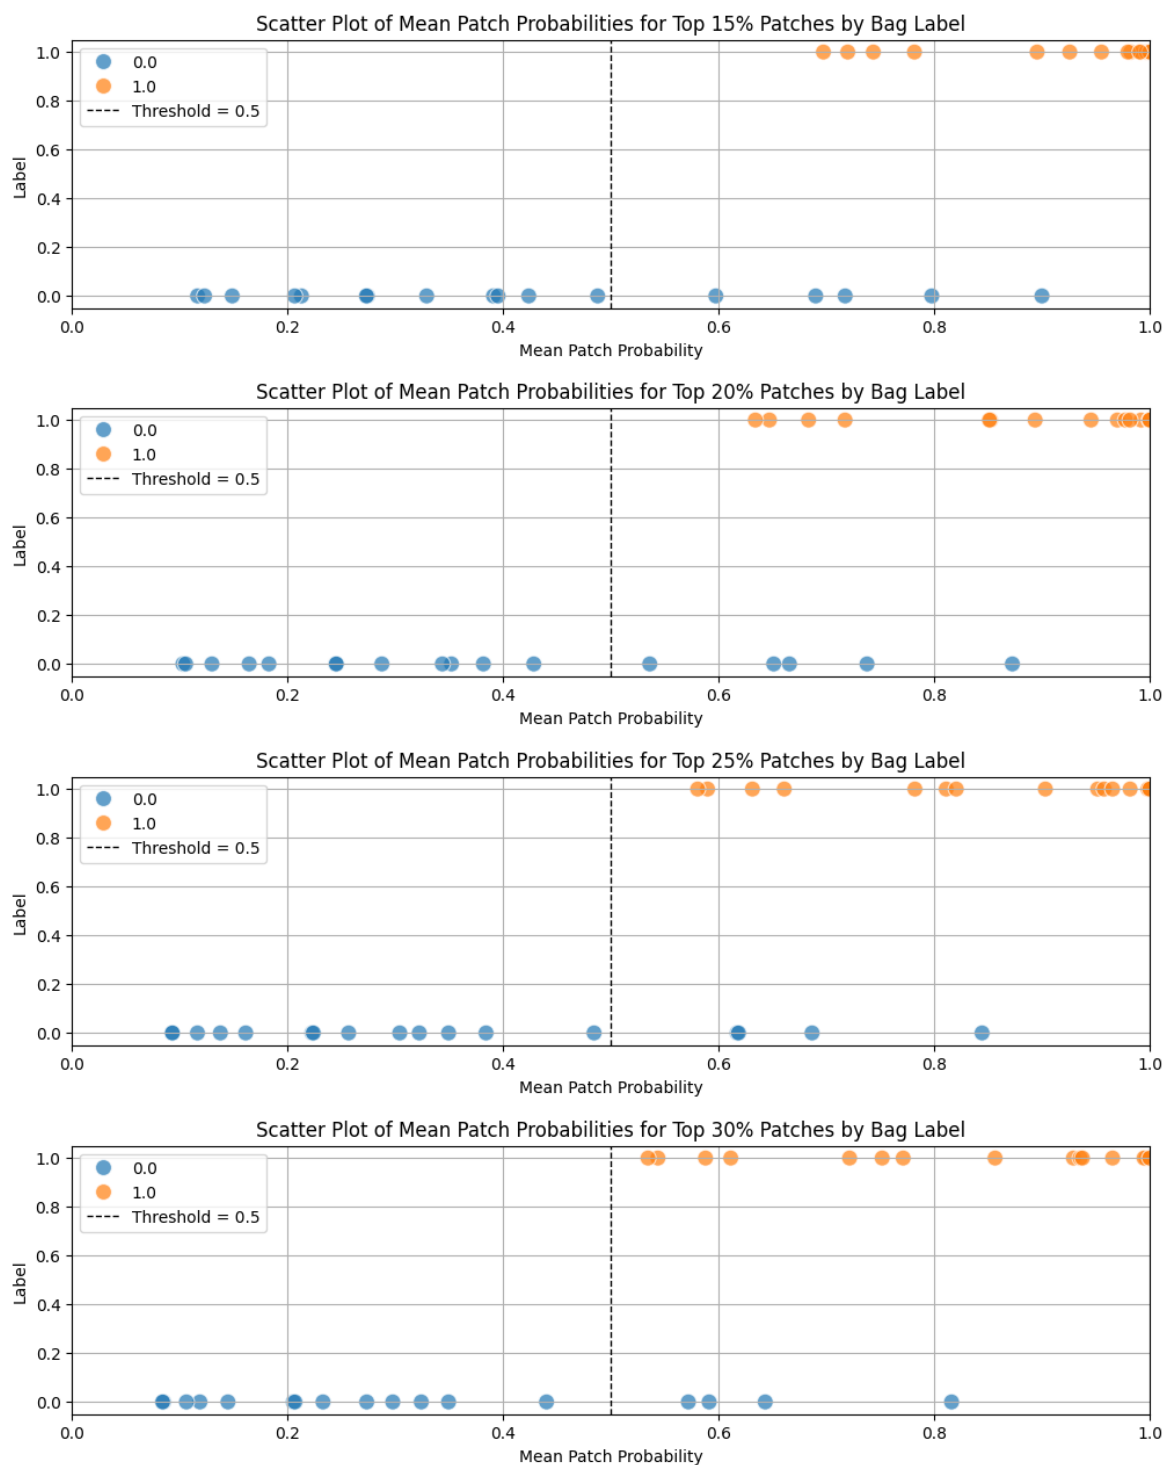 Scatter Plot of Mean Patch Probabilities for Top 15% Patches by Bag Label
1.0
0.8
0.6
0.4
0.2
0.0
Label
0.0
1.0
Threshold = 0.5
0.0 0.2 0.4 0.6 0.8 1.0
Mean Patch Probability
Scatter Plot of Mean Patch Probabilities for Top 20% Patches by Bag Label
1.0
0.8
0.6
0.4
0.2
0.0
Label
0.0
1.0
Threshold = 0.5
0.0 0.2 0.4 0.6 0.8 1.0
Mean Patch Probability
Scatter Plot of Mean Patch Probabilities for Top 25% Patches by Bag Label
1.0
0.8
0.6
0.4
0.2
0.0
Label
0.0
1.0
Threshold = 0.5
0.0 0.2 0.4 0.6 0.8 1.0
Mean Patch Probability
Scatter Plot of Mean Patch Probabilities for Top 30% Patches by Bag Label
1.0
0.8
0.6
0.4
0.2
0.0
Label
0.0
1.0
Threshold = 0.5
0.0 0.2 0.4 0.6 0.8 1.0
Mean Patch Probability